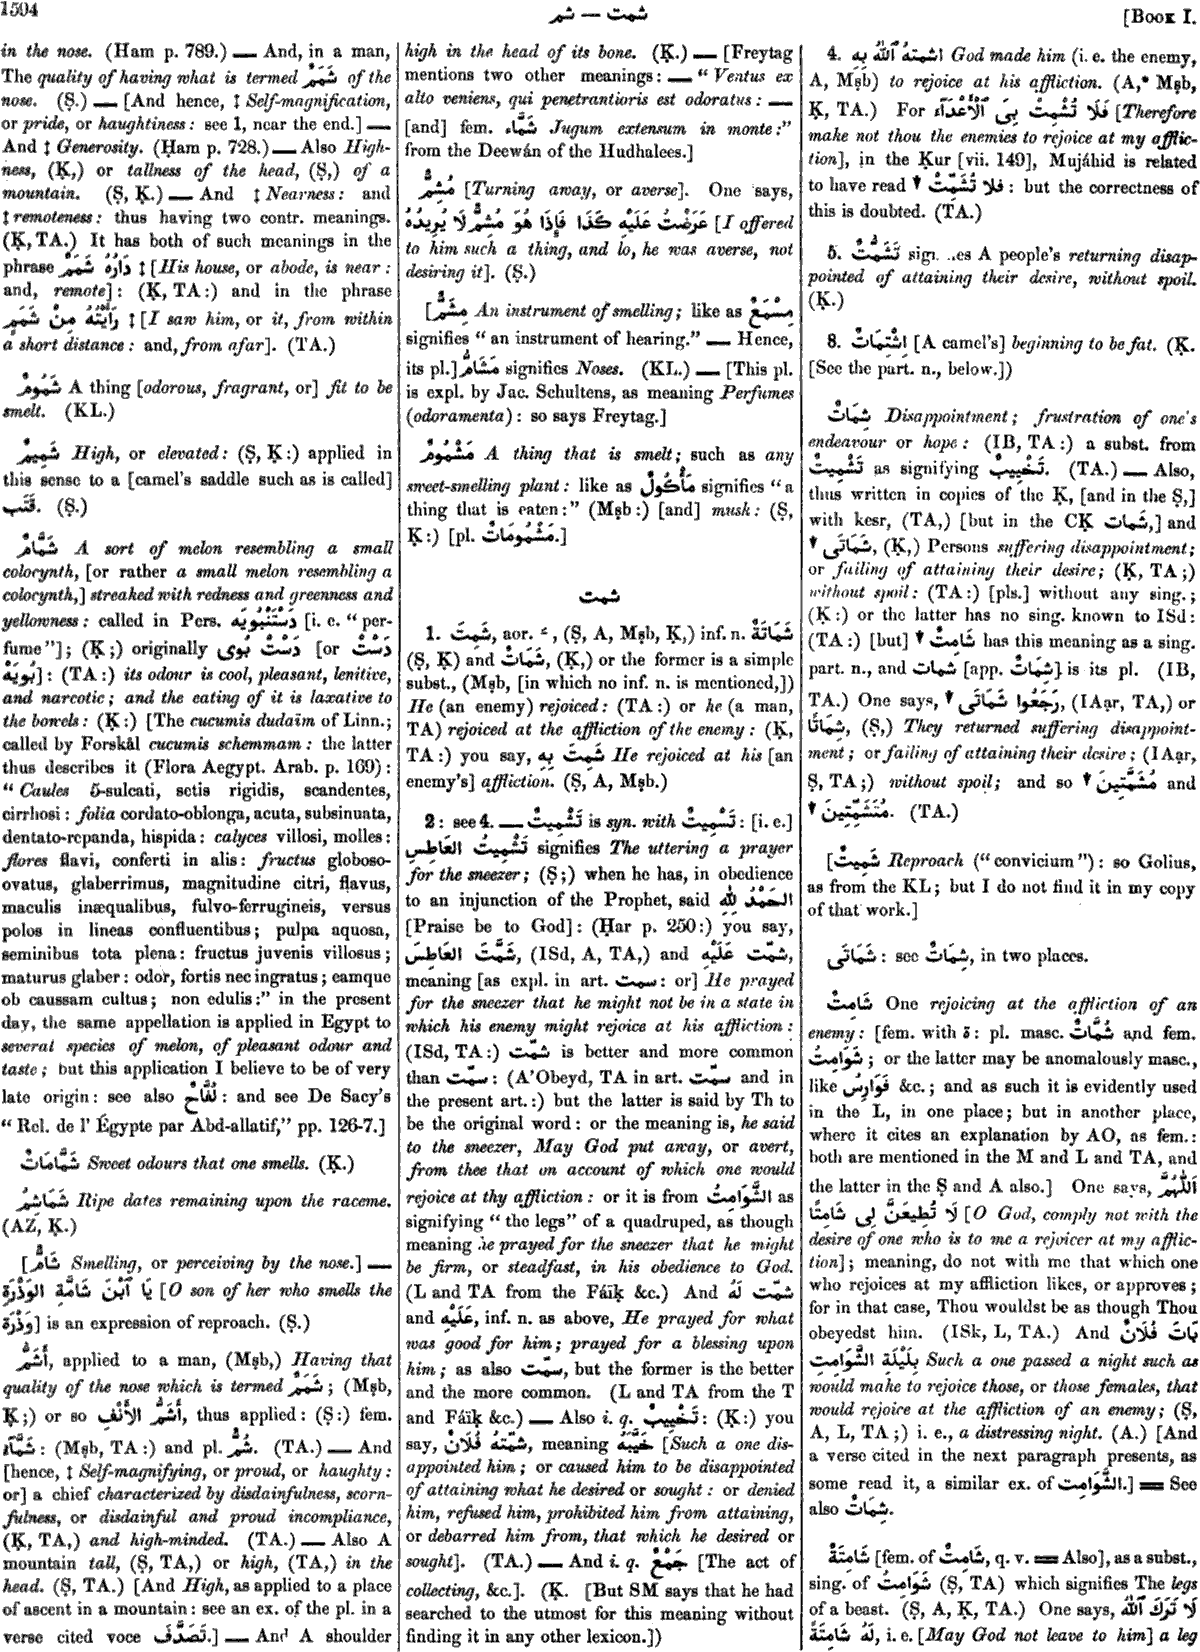 1504
شمت — شمر
[Book I.
in the nose. (Ham p. 789.) — And, in a man,
The quality of having what is termed شَمَمٌ of the
nose. (Ṣ.) — [And hence, ‡ Self-magnification,
or pride, or haughtiness: see 1, near the end.] —
And ‡ Generosity. (Ḥam p. 728.) — Also High-
ness, (Ḳ,) or tallness of the head, (Ṣ,) of a
mountain. (Ṣ, Ḳ.) — And ‡ Nearness: and
‡ remoteness: thus having two contr. meanings.
(Ḳ, TA.) It has both of such meanings in the
phrase دَارُهُ شَمَمٌ ‡ [His house, or abode, is near:
and, remote]: (Ḳ, TA:) and in the phrase
رَأَيْتُهُ مِنْ شَمَمٍ ‡ [I saw him, or it, from within
a short distance: and, from afar]. (TA.)
شَمُومٌ A thing [odorous, fragrant, or] fit to be
smelt. (KL.)
شَمِيمٌ High, or elevated: (Ṣ, Ḳ:) applied in
this sense to a [camel's saddle such as is called]
قَتَب. (Ṣ.)
شَمَّامٌ A sort of melon resembling a small
colocynth, [or rather a small melon resembling a
colocynth,] streaked with redness and greenness and
yellowness: called in Pers. دَسْتَنْبُويَه [i. e. "per-
fume"]; (Ḳ;) originally دَسْتْ بُوى [or دَسْتْ
بُويَهْ]: (TA:) its odour is cool, pleasant, lenitive,
and narcotic; and the eating of it is laxative to
the bowels: (Ḳ:) [The cucumis dudaïm of Linn.;
called by Forskål cucumis schemmam: the latter
thus describes it (Flora Aegypt. Arab. p. 169):
"Caules 5-sulcati, setis rigidis, scandentes,
cirrhosi: folia cordato-oblonga, acuta, subsinuata,
dentato-repanda, hispida: calyces villosi, molles:
flores flavi, conferti in alis: fructus globoso-
ovatus, glaberrimus, magnitudine citri, flavus,
maculis inæqualibus, fulvo-ferrugineis, versus
polos in lineas confluentibus; pulpa aquosa,
seminibus tota plena: fructus juvenis villosus;
maturus glaber: odor, fortis nec ingratus; eamque
ob caussam cultus; non edulis:" in the present
day, the same appellation is applied in Egypt to
several species of melon, of pleasant odour and
taste; but this application I believe to be of very
late origin: see also لُفَّاحٌ: and see De Sacy's
"Rel. de l' Égypte par Abd-allatif," pp. 126-7.]
شَمَّامَاتٌ Sweet odours that one smells. (Ḳ.)
شَمَاشِمُ Ripe dates remaining upon the raceme.
(AZ, Ḳ.)
[شَامٌّ Smelling, or perceiving by the nose.] —
يَا ٱبْنَ شَامَّةِ الوَذْرَةِ [O son of her who smells the
وَذْرَة] is an expression of reproach. (Ṣ.)
أَشَمُّ, applied to a man, (Mṣb,) Having that
quality of the nose which is termed شَمَمٌ; (Mṣb,
Ḳ;) or so أَشَمُّ الأَنْفِ, thus applied: (Ṣ:) fem.
شَمَّآءُ: (Mṣb, TA:) and pl. شُمٌّ. (TA.) — And
[hence, ‡ Self-magnifying, or proud, or haughty:
or] a chief characterized by disdainfulness, scorn-
fulness, or disdainful and proud incompliance,
(Ḳ, TA,) and high-minded. (TA.) — Also A
mountain tall, (Ṣ, TA,) or high, (TA,) in the
head. (Ṣ, TA.) [And High, as applied to a place
of ascent in a mountain: see an ex. of the pl. in a
verse cited voce تَصَدَّفَ.] — And A shoulder
high in the head of its bone. (Ḳ.) — [Freytag
mentions two other meanings: — "Ventus ex
alto veniens, qui penetrantioris est odoratus: —
[and] fem. شَمَّاء Jugum extensum in monte:"
from the Deewán of the Hudhalees.]
مُشِمٌّ [Turning away, or averse]. One says,
عَرَضْتُ عَلَيْهِ كَذَا فَإِذَا هُوَ مُشِمٌّ لَا يُرِيدُهُ [I offered
to him such a thing, and lo, he was averse, not
desiring it]. (Ṣ.)
[مِشَمٌّ An instrument of smelling; like as مِسْمَعٌ
signifies "an instrument of hearing." — Hence,
its pl.] مَشَامُّ signifies Noses. (KL.) — [This pl.
is expl. by Jac. Schultens, as meaning Perfumes
(odoramenta): so says Freytag.]
مَشْمُومٌ A thing that is smelt; such as any
sweet-smelling plant: like as مَأْكُولٌ signifies "a
thing that is eaten:" (Mṣb:) [and] musk: (Ṣ,
Ḳ:) [pl. مَشْمُومَاتٌ.]
شمت
1. شَمِتَ, aor. ـَ, (Ṣ, A, Mṣb, Ḳ,) inf. n. شَمَاتَةٌ
(Ṣ, Ḳ) and شَمَاتٌ, (Ḳ,) or the former is a simple
subst., (Mṣb, [in which no inf. n. is mentioned,])
He (an enemy) rejoiced: (TA:) or he (a man,
TA) rejoiced at the affliction of the enemy: (Ḳ,
TA:) you say, شَمِتَ بِهِ He rejoiced at his [an
enemy's] affliction. (Ṣ, A, Mṣb.)
2: see 4. — تَشْمِيتٌ is syn. with تَسْمِيتٌ: [i. e.]
تَشْمِيتُ العَاطِسِ signifies The uttering a prayer
for the sneezer; (Ṣ;) when he has, in obedience
to an injunction of the Prophet, said الحَمْدُ لِلّٰهِ
[Praise be to God]: (Ḥar p. 250:) you say,
شَمَّتَ العَاطِسَ, (ISd, A, TA,) and شَمَّتَ عَلَيْهِ,
meaning [as expl. in art. سمت: or] He prayed
for the sneezer that he might not be in a state in
which his enemy might rejoice at his affliction:
(ISd, TA:) شمّت is better and more common
than سمّت: (A'Obeyd, TA in art. سمّت and in
the present art.:) but the latter is said by Th to
be the original word: or the meaning is, he said
to the sneezer, May God put away, or avert,
from thee that on account of which one would
rejoice at thy affliction: or it is from الشَّوَامِتُ as
signifying "the legs" of a quadruped, as though
meaning he prayed for the sneezer that he might
be firm, or steadfast, in his obedience to God.
(L and TA from the Fáïḳ &c.) And شمّت لَهُ
and عَلَيْهِ, inf. n. as above, He prayed for what
was good for him; prayed for a blessing upon
him; as also سمّت, but the former is the better
and the more common. (L and TA from the T
and Fáïḳ &c.) — Also i. q. تَخْيِيبٌ: (Ḳ:) you
say, شَمَّتَهُ فُلَانٌ, meaning خَيَّبَهُ [Such a one dis-
appointed him; or caused him to be disappointed
of attaining what he desired or sought: or denied
him, refused him, prohibited him from attaining,
or debarred him from, that which he desired or
sought]. (TA.) — And i. q. جَمْعٌ [The act of
collecting, &c.]. (Ḳ. [But SM says that he had
searched to the utmost for this meaning without
finding it in any other lexicon.])
4. اشمتهُ ٱللّٰهُ بِهِ God made him (i. e. the enemy,
A, Mṣb) to rejoice at his affliction. (A,* Mṣb,
Ḳ, TA.) For فَلَا تُشْمِتْ بِىَ ٱلْأَعْدَآءَ [Therefore
make not thou the enemies to rejoice at my afflic-
tion], in the Ḳur [vii. 149], Mujáhid is related
to have read فلا تُشَمِّتْ: but the correctness of
this is doubted. (TA.)
5. تَشَمُّتٌ sign es A people's returning disap-
pointed of attaining their desire, without spoil.
(Ḳ.)
8. اِشْتِمَاتٌ [A camel's] beginning to be fat. (Ḳ.
[See the part. n., below.])
شِمَاتٌ Disappointment; frustration of one's
endeavour or hope: (IB, TA:) a subst. from
تَشْمِيتٌ as signifying تَخْيِيبٌ. (TA.) — Also,
thus written in copies of the Ḳ, [and in the Ṣ,]
with kesr, (TA,) [but in the CḲ شَمات,] and
شَمَاتَى, (Ḳ,) Persons suffering disappointment;
or failing of attaining their desire; (Ḳ, TA;)
without spoil: (TA:) [pls.] without any sing.;
(Ḳ:) or the latter has no sing. known to ISd:
(TA:) [but] شَامِتٌ has this meaning as a sing.
part. n., and شمات [app. شِمَاتٌ] is its pl. (IB,
TA.) One says, رَجَعُوا شَمَاتَى, (IAạr, TA,) or
شِمَاتًا, (Ṣ,) They returned suffering disappoint-
ment; or failing of attaining their desire; (IAạr,
Ṣ, TA;) without spoil; and so مُشَمَّتِينَ and
مُتَشَمِّتِينَ. (TA.)
[شَمِيتٌ Reproach ("convicium"): so Golius,
as from the KL; but I do not find it in my copy
of that work.]
شَمَاتَى: see شِمَاتٌ, in two places.
شَامِتٌ One rejoicing at the affliction of an
enemy: [fem. with ة: pl. masc. شُمَّاتٌ and fem.
شَوَامِتُ; or the latter may be anomalously masc.,
like فَوَارِسُ &c.; and as such it is evidently used
in the L, in one place; but in another place,
where it cites an explanation by AO, as fem.:
both are mentioned in the M and L and TA, and
the latter in the Ṣ and A also.] One says, اَللّٰهُمَّ
لَا تُطِيعَنَّ لِى شَامِتًا [O God, comply not with the
desire of one who is to me a rejoicer at my afflic-
tion]; meaning, do not with me that which one
who rejoices at my affliction likes, or approves;
for in that case, Thou wouldst be as though Thou
obeyedst him. (ISk, L, TA.) And بَاتَ فُلَانٌ
بِلَيْلَةِ الشَّوَامِتِ Such a one passed a night such as
would make to rejoice those, or those females, that
would rejoice at the affliction of an enemy; (Ṣ,
A, L, TA;) i. e., a distressing night. (A.) [And
a verse cited in the next paragraph presents, as
some read it, a similar ex. of الشَّوَامِت.] = See
also شِمَاتٌ.
شَامِتَةٌ [fem. of شَامِتٌ, q. v. = Also], as a subst.,
sing. of شَوَامِتُ (Ṣ, TA) which signifies The legs
of a beast. (Ṣ, A, Ḳ, TA.) One says, لَا تَرَكَ ٱللّٰهُ
لَهُ شَامِتَةً, i. e. [May God not leave to him] a leg